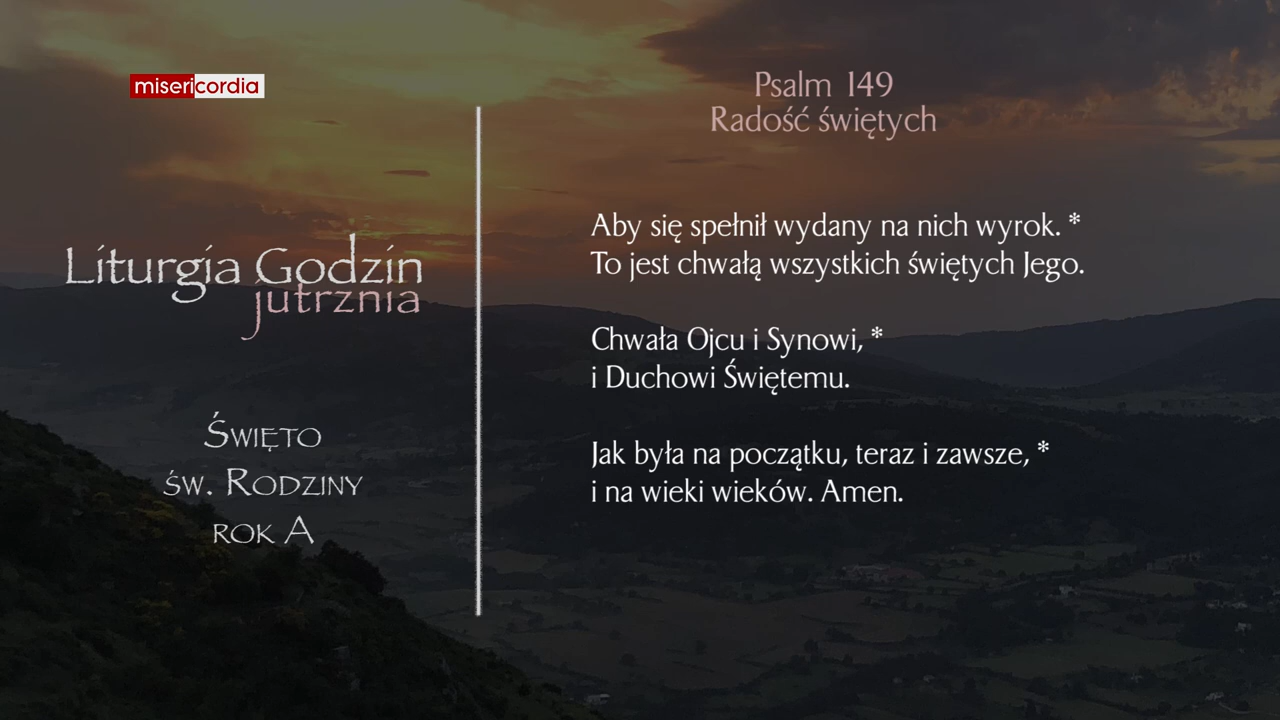 misericordia
Liturgia Godzin
jutrznia
Święto
św. Rodziny
rok A
Psalm 149
Radość świętych
Aby się spełnił wydany na nich wyrok. *
To jest chwałą wszystkich świętych Jego.
Chwała Ojcu i Synowi, *
i Duchowi Świętemu.
Jak była na początku, teraz i zawsze, *
i na wieki wieków. Amen.